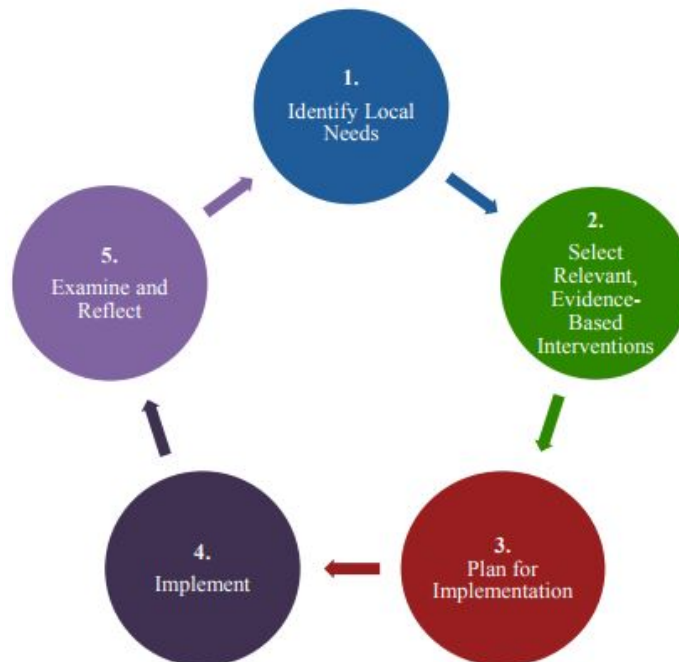 1.
Identify Local
Needs
2.
Select
Relevant,
Evidence-
Based
Interventions
3.
Plan for
Implementation
4.
Implement
5.
Examine and
Reflect